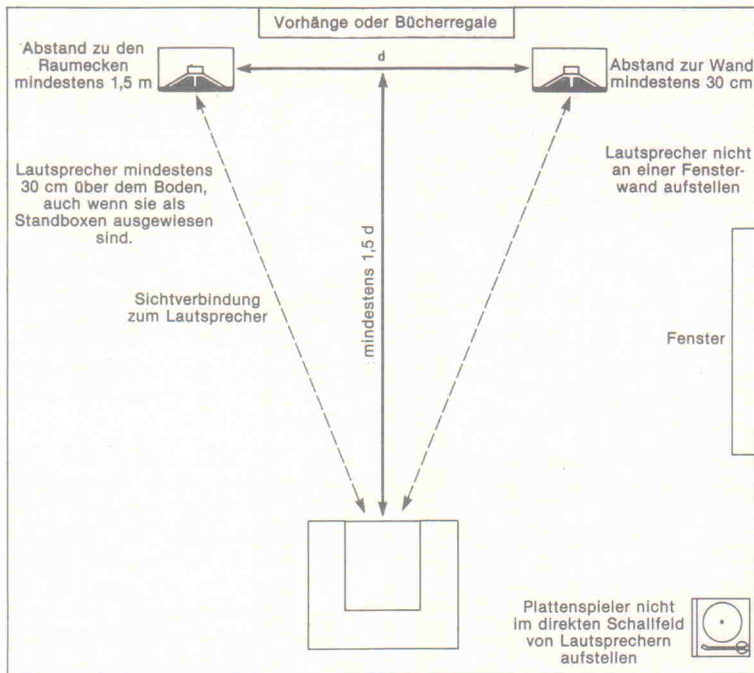 Vorhänge oder Bücherregale
Abstand zu den
Raumecken
mindestens 1,5 m
d
Abstand zur Wand
mindestens 30 cm
Lautsprecher mindestens
30 cm über dem Boden,
auch wenn sie als
Standboxen ausgewiesen
sind.
Lautsprecher nicht
an einer Fenster-
wand aufstellen
mindestens 1,5 d
Sichtverbindung
zum Lautsprecher
Fenster
Plattenspieler nicht
im direkten Schallfeld
von Lautsprechern
aufstellen